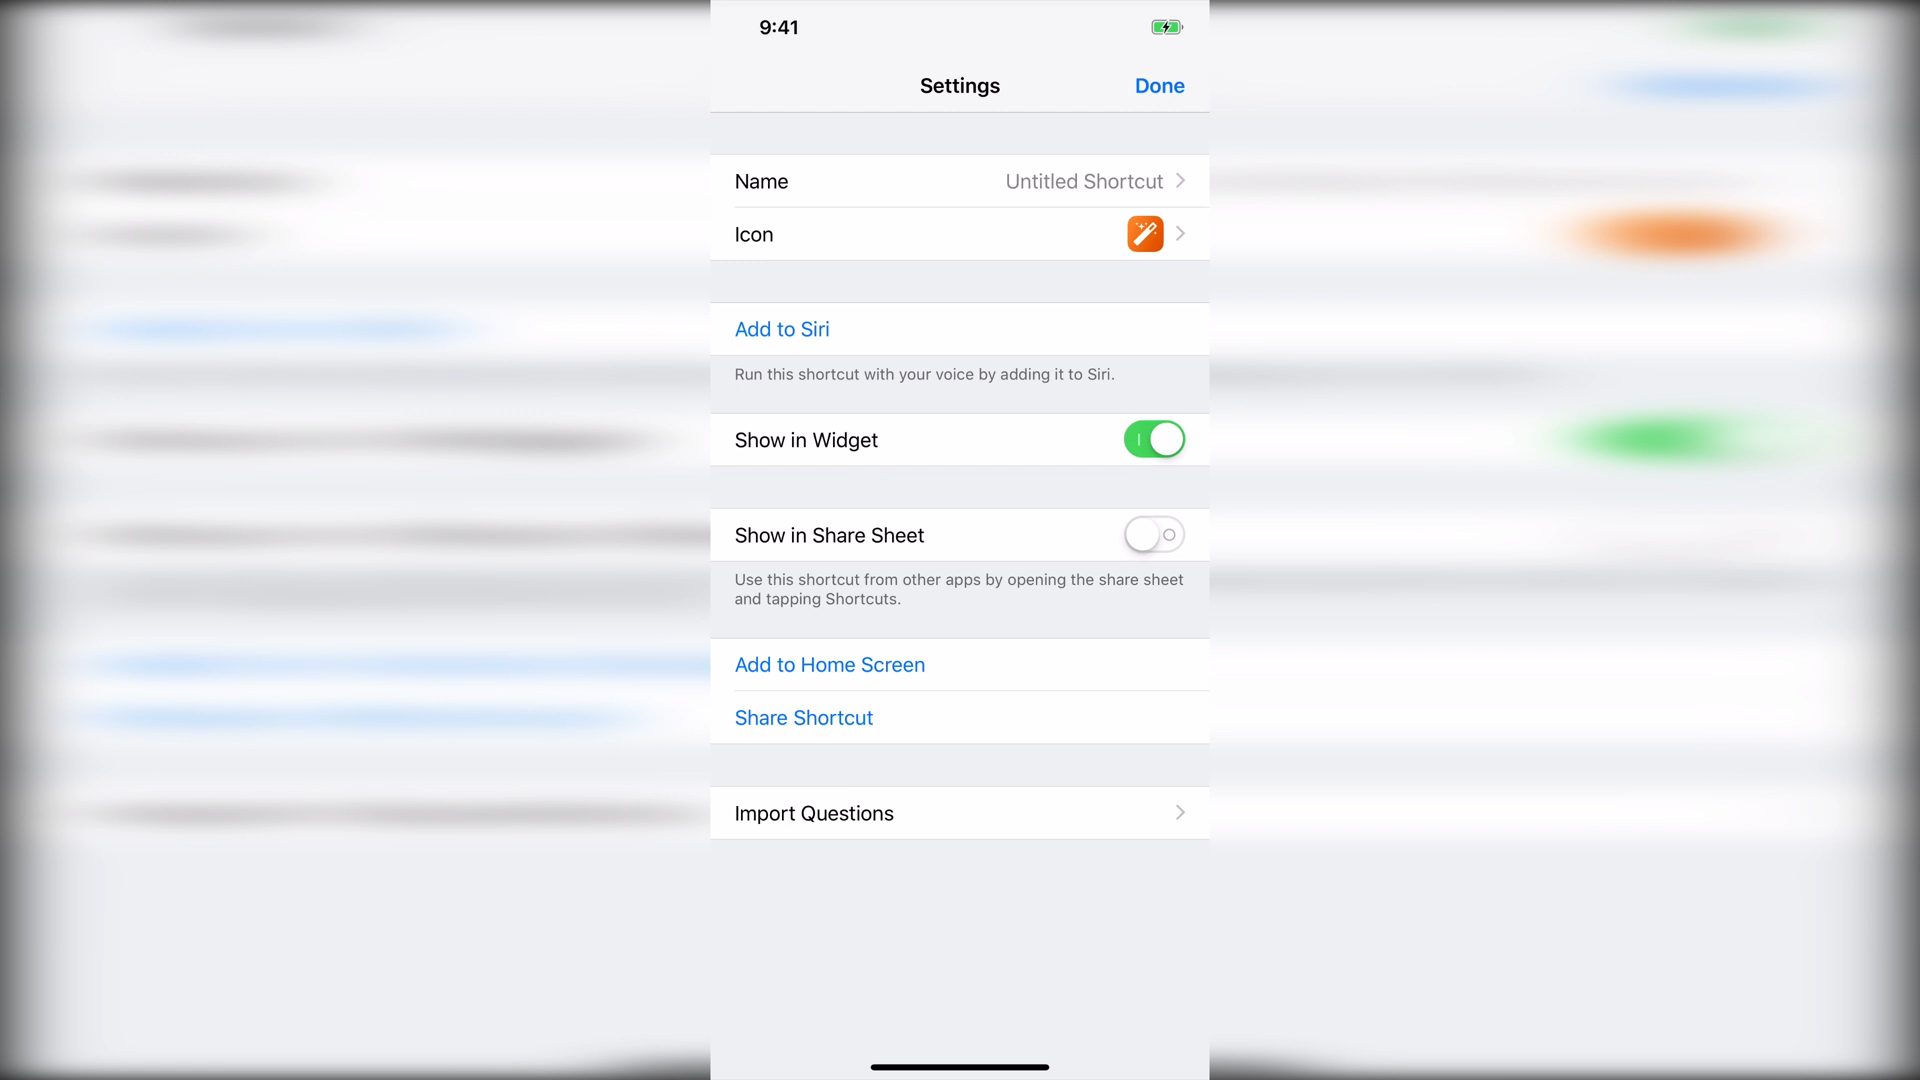 9:41
Settings
Done
Name
Untitled Shortcut
Icon
Add to Siri
Run this shortcut with your voice by adding it to Siri.
Show in Widget
Show in Share Sheet
Use this shortcut from other apps by opening the share sheet
and tapping Shortcuts.
Add to Home Screen
Share Shortcut
Import Questions